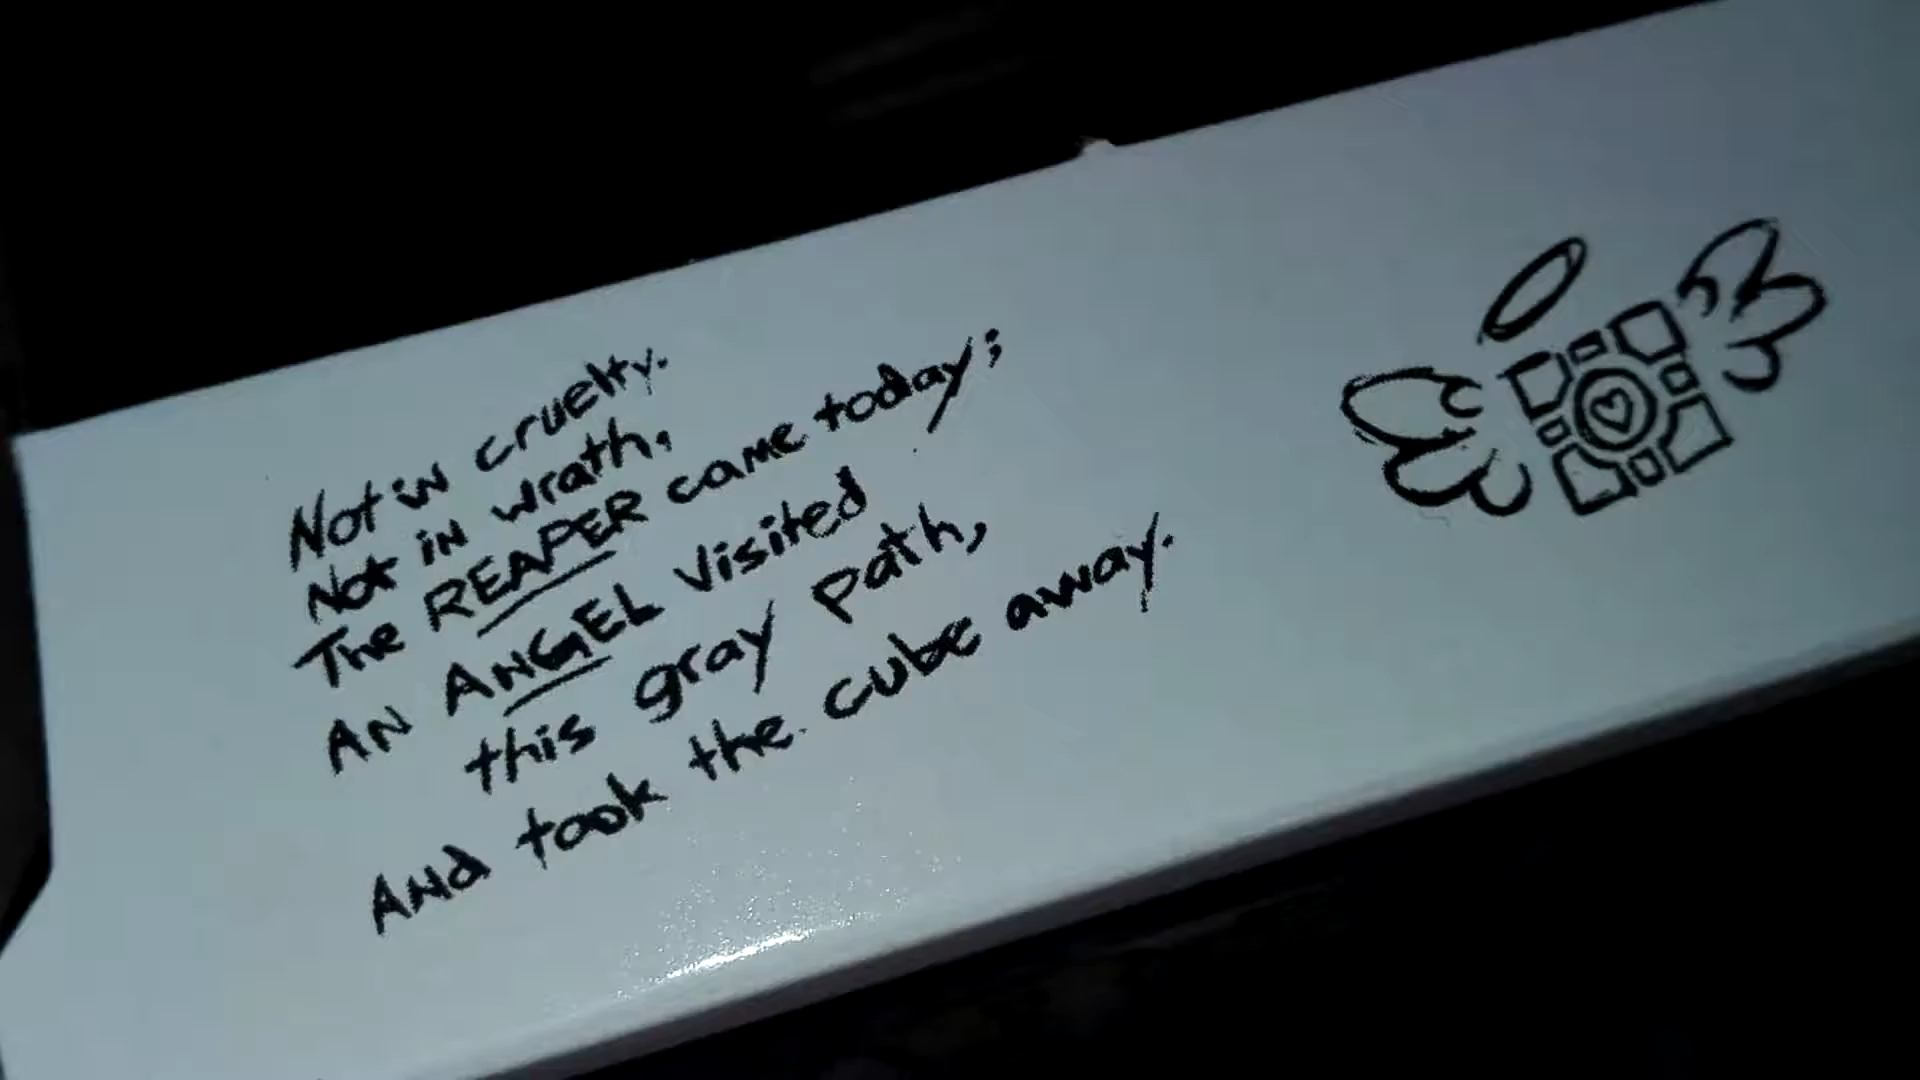 Not in cruelty.
Not in wrath,
The REAPER came today;
AN ANGEL visited
this gray path,
And took the cube away.